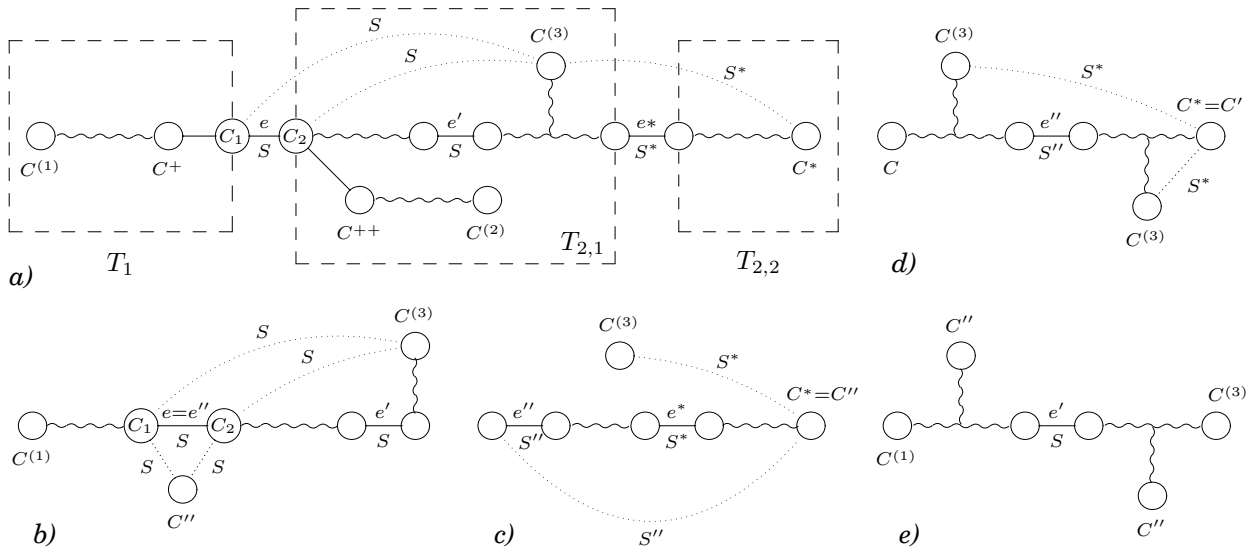 S
C^{(3)}
C^{(3)}
S
S^*
S^*
C_1
e
S
C_2
e′
S
e*
S^*
e′′
S′′
C^*=C′
C^{(1)}
C^+
C^*
C
S^*
C^{++}
C^{(2)}
C^{(3)}
T_1
T_{2,1}
T_{2,2}
a)
d)
C^{(3)}
C^{(3)}
C′′
S
S
S^*
C^*=C′′
C^{(3)}
C_1
e=e′′
S
C_2
e′
S
e′′
S′′
e^*
S^*
e′
S
C^{(1)}
C^{(1)}
S
S
C′′
S′′
C′′
b)
c)
e)